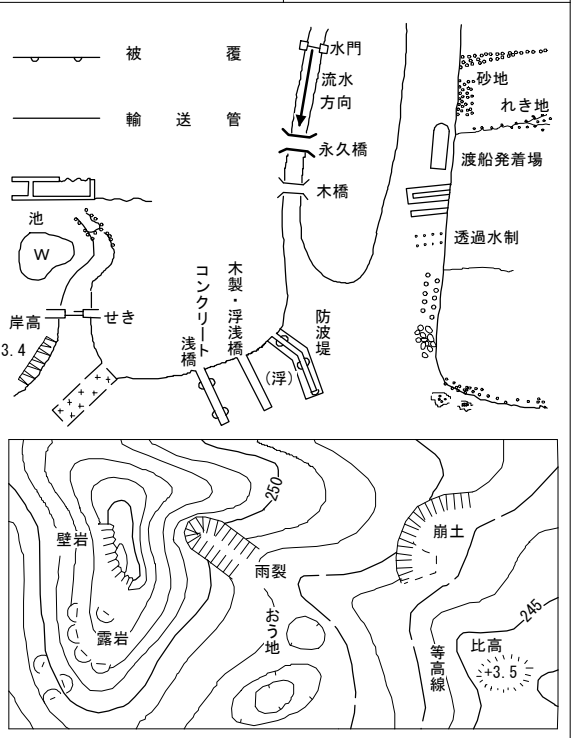 被覆
輸送管
池
W
岸高
3.4
せき
水門
流水
方向
永久橋
木橋
コンクリート
浅橋
木製・浮浅橋
防波堤
(浮)
砂地
れき地
渡船発着場
透過水制
250
壁岩
露岩
雨裂
おう地
崩土
等高線
245
比高
+3.5